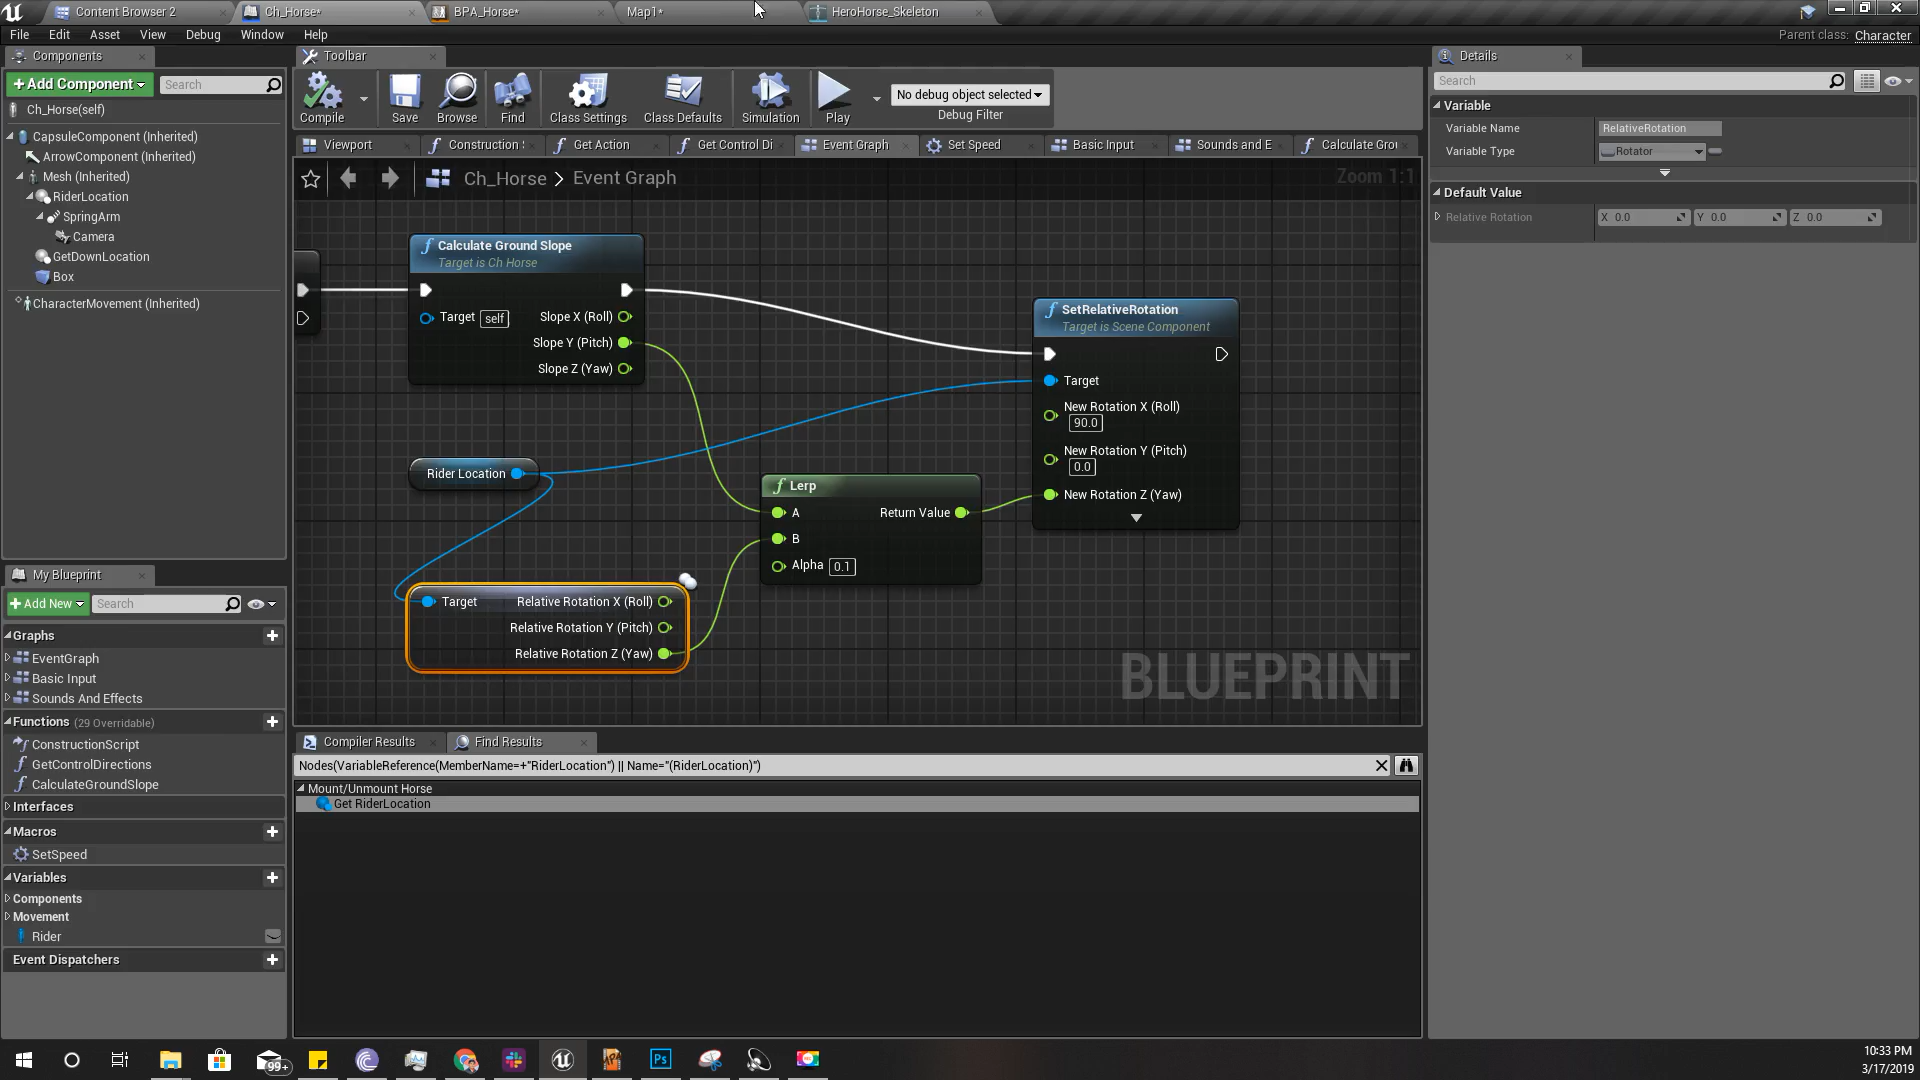 Content Browser 2
Ch_Horse*
BPA_Horse*
Map1*
HeroHorse_Skeleton
File
Edit
Asset
View
Debug
Window
Help
Parent class: Character
Components
+Add Component
Search
Ch_Horse(self)
CapsuleComponent (Inherited)
ArrowComponent (Inherited)
Mesh (Inherited)
RiderLocation
SpringArm
Camera
GetDownLocation
Box
CharacterMovement (Inherited)
My Blueprint
+Add New
Search
Graphs
EventGraph
Basic Input
Sounds And Effects
Functions (29 Overridable)
ConstructionScript
GetControlDirections
CalculateGroundSlope
Interfaces
Macros
SetSpeed
Variables
Components
Movement
Rider
Event Dispatchers
Toolbar
Compile
Save
Browse
Find
Class Settings
Class Defaults
Simulation
Play
No debug object selected
Debug Filter
Viewport
Construction
Get Action
Get Control Di
Event Graph
Set Speed
Basic Input
Sounds and E
Calculate Grou
Ch_Horse > Event Graph
Zoom 1:1
Calculate Ground Slope
Target is Ch Horse
Target self
Slope X (Roll)
Slope Y (Pitch)
Slope Z (Yaw)
Rider Location
Target
Relative Rotation X (Roll)
Relative Rotation Y (Pitch)
Relative Rotation Z (Yaw)
Lerp
A
B
Alpha 0.1
Return Value
SetRelativeRotation
Target is Scene Component
Target
New Rotation X (Roll)
90.0
New Rotation Y (Pitch)
0.0
New Rotation Z (Yaw)
BLUEPRINT
Compiler Results
Find Results
Nodes(VariableReference(MemberName=+"RiderLocation") || Name="(RiderLocation)")
Mount/Unmount Horse
Get RiderLocation
Details
Search
Variable
Variable Name RelativeRotation
Variable Type Rotator
Default Value
Relative Rotation X 0.0 Y 0.0 Z 0.0
99+
Ps
10:33 PM
3/17/2019